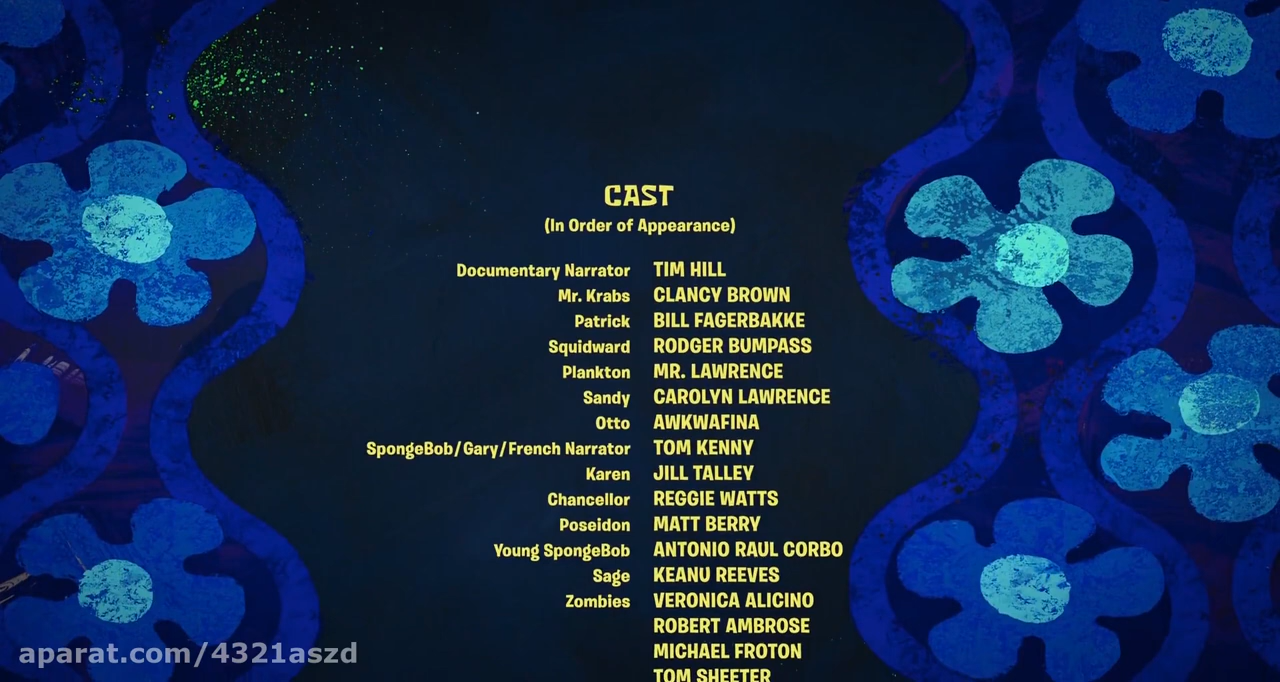 CAST
(In Order of Appearance)
Documentary Narrator TIM HILL
Mr. Krabs CLANCY BROWN
Patrick BILL FAGERBAKKE
Squidward RODGER BUMPASS
Plankton MR. LAWRENCE
Sandy CAROLYN LAWRENCE
Otto AWKWAFINA
SpongeBob/Gary/French Narrator TOM KENNY
Karen JILL TALLEY
Chancellor REGGIE WATTS
Poseidon MATT BERRY
Young SpongeBob ANTONIO RAUL CORBO
Sage KEANU REEVES
Zombies VERONICA ALICINO
ROBERT AMBROSE
MICHAEL FROTON
TOM SHEETER
aparat.com/4321aszd